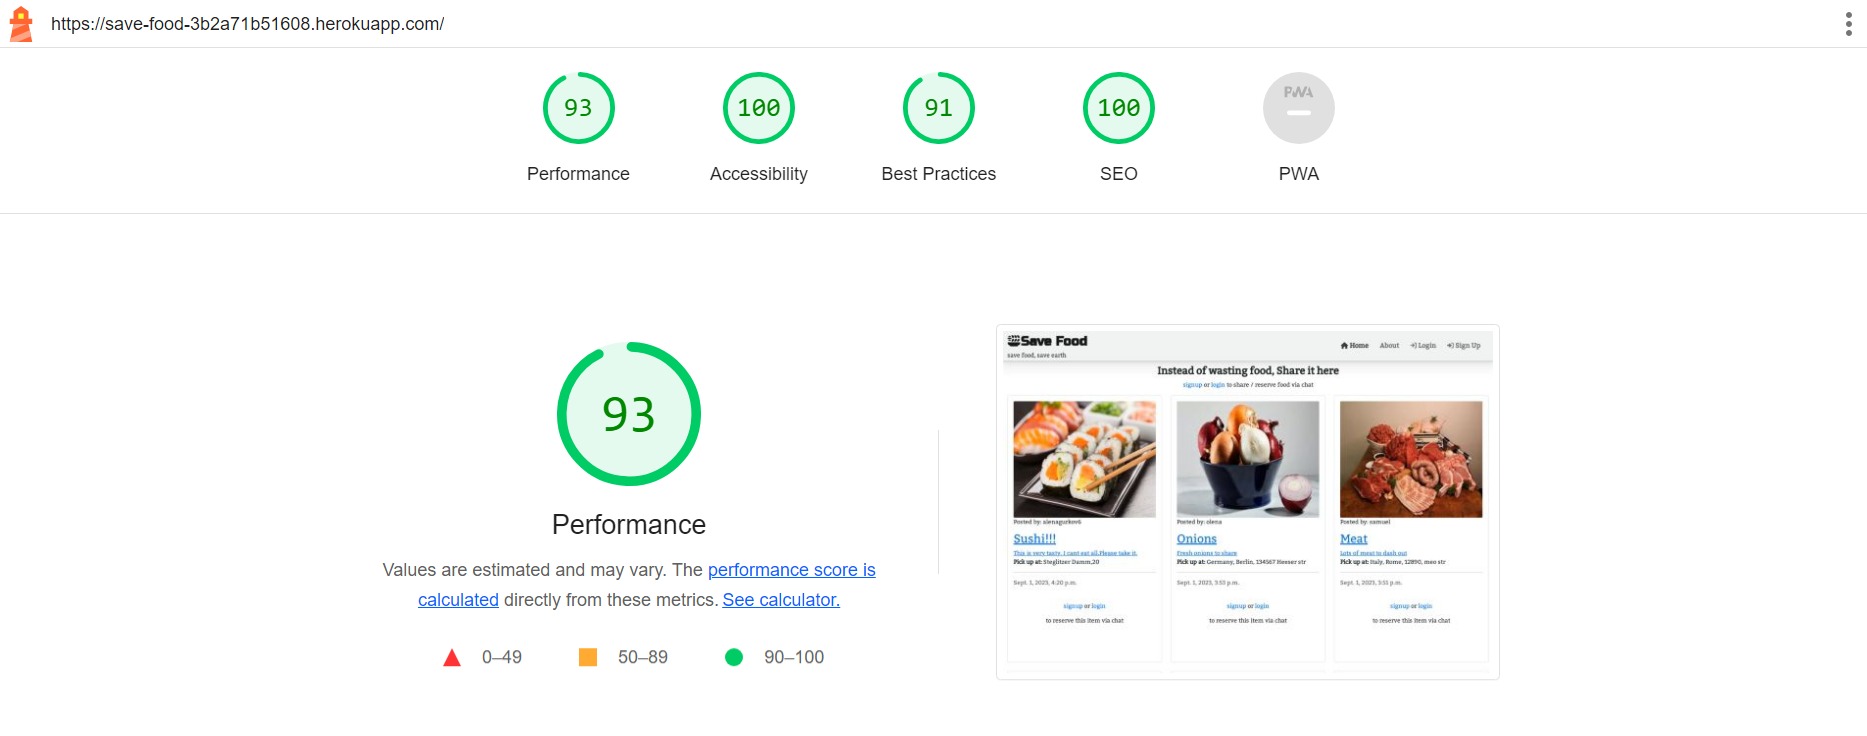 https://save-food-3b2a71b51608.herokuapp.com/
93
100
91
100
PWA
Performance
Accessibility
Best Practices
SEO
PWA
93
Performance
Values are estimated and may vary. The performance score is
calculated directly from these metrics. See calculator.
0–49
50–89
90–100
Save Food
save food, save earth
Home
About
Login
Sign Up
Instead of wasting food, Share it here
signup or login to share / reserve food via chat
Posted by: alenagurkov6
Sushi!!!
This is very tasty. I cant eat all.Please take it.
Pick up at: Steglitzer Damm,20
Sept. 1, 2023, 4:20 p.m.
signup or login
to reserve this item via chat
Posted by: olena
Onions
Fresh onions to share
Pick up at: Germany, Berlin, 134567 Hesser str
Sept. 1, 2023, 3:53 p.m.
signup or login
to reserve this item via chat
Posted by: samuel
Meat
Lots of meat to dash out
Pick up at: Italy, Rome, 32890, meo str
Sept. 1, 2023, 3:51 p.m.
signup or login
to reserve this item via chat